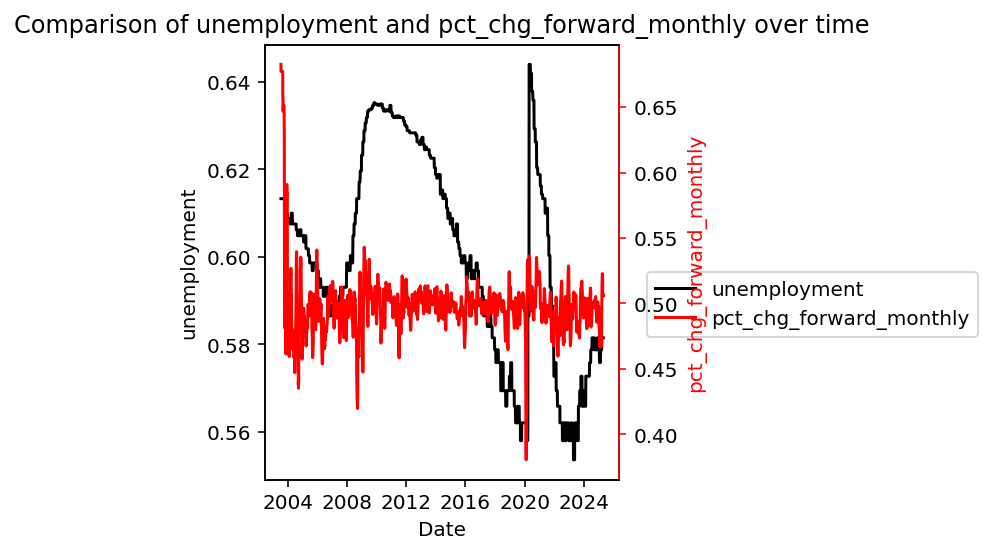 Comparison of unemployment and pct_chg_forward_monthly over time
0.64
0.62
0.60
0.58
0.56
unemployment
0.65
0.60
0.55
0.50
0.45
0.40
pct_chg_forward_monthly
unemployment
pct_chg_forward_monthly
2004 2008 2012 2016 2020 2024
Date